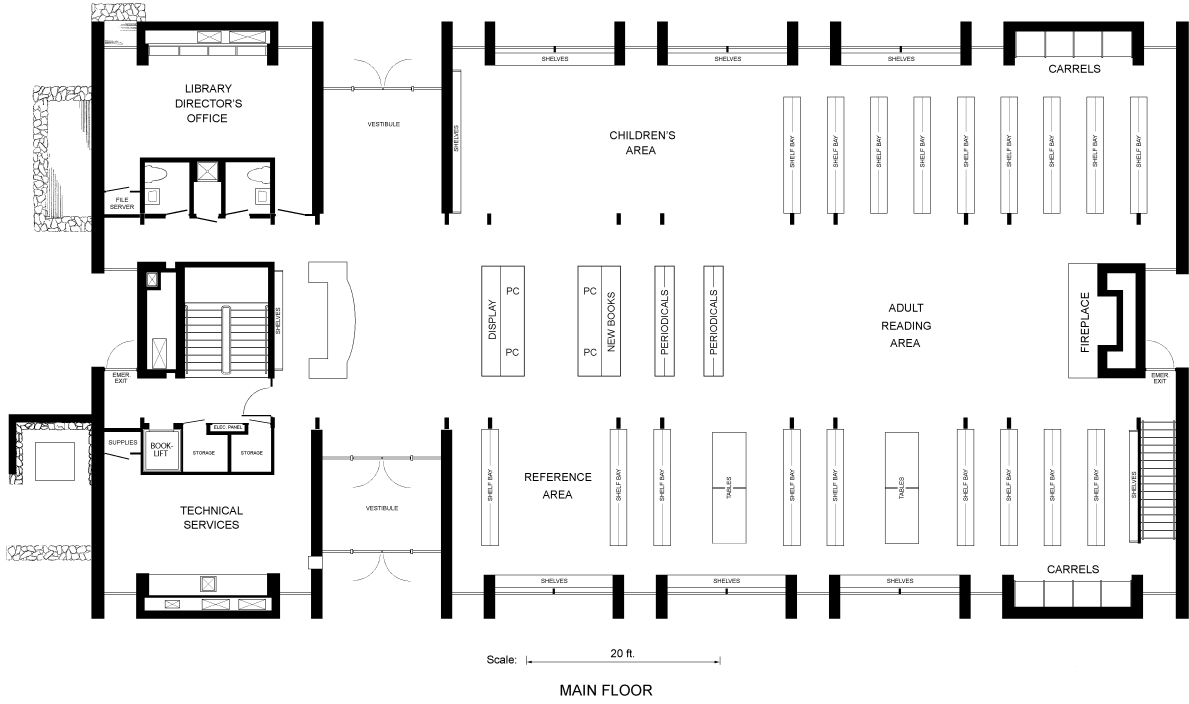 SHELVES
SHELVES
SHELVES
CARRELS
LIBRARY
DIRECTOR'S
OFFICE
VESTIBULE
SHELVES
CHILDREN'S
AREA
SHELF BAY
SHELF BAY
SHELF BAY
SHELF BAY
SHELF BAY
SHELF BAY
SHELF BAY
SHELF BAY
SHELF BAY
FILE
SERVER
SHELVES
DISPLAY
PC
PC
PC
PC
NEW BOOKS
PERIODICALS
PERIODICALS
ADULT
READING
AREA
FIREPLACE
EMER.
EXIT
EMER.
EXIT
SUPPLIES
BOOK-
LIFT
ELEC. PANEL
STORAGE
STORAGE
TECHNICAL
SERVICES
VESTIBULE
SHELF BAY
REFERENCE
AREA
SHELF BAY
SHELF BAY
TABLES
SHELF BAY
SHELF BAY
TABLES
SHELF BAY
SHELF BAY
SHELF BAY
SHELF BAY
SHELVES
SHELVES
SHELVES
SHELVES
CARRELS
Scale:
20 ft.
MAIN FLOOR